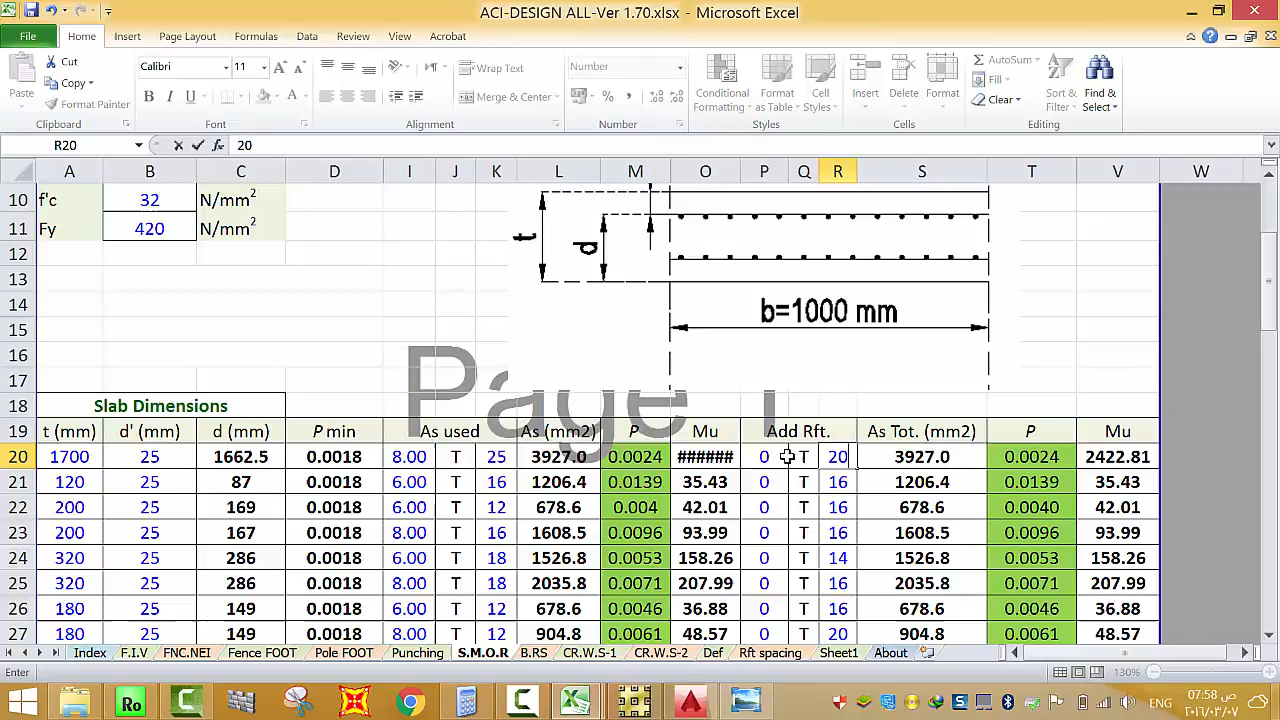 ACI-DESIGN ALL-Ver 1.70.xlsx - Microsoft Excel
File Home Insert Page Layout Formulas Data Review View Acrobat
Cut
Copy
Format Painter
Paste
Clipboard
Calibri 11
B I U
Font
Wrap Text
Merge & Center
Alignment
Number
Number
Conditional Formatting
Format as Table
Cell Styles
Styles
Insert Delete Format
Cells
AutoSum
Fill
Clear
Sort & Filter
Find & Select
Editing
R20 fx 20
A B C D I J K L M O P Q R S T V W
10 f'c 32 N/mm2
11 Fy 420 N/mm2
12
13
14
15
16
17
t
d
b=1000 mm
Page 1
18 Slab Dimensions
19 t (mm) d' (mm) d (mm) P min As used As (mm2) P Mu Add Rft. As Tot. (mm2) P Mu
20 1700 25 1662.5 0.0018 8.00 T 25 3927.0 0.0024 ###### 0 T 20 3927.0 0.0024 2422.81
21 120 25 87 0.0018 6.00 T 16 1206.4 0.0139 35.43 0 T 16 1206.4 0.0139 35.43
22 200 25 169 0.0018 6.00 T 12 678.6 0.004 42.01 0 T 16 678.6 0.0040 42.01
23 200 25 167 0.0018 8.00 T 16 1608.5 0.0096 93.99 0 T 16 1608.5 0.0096 93.99
24 320 25 286 0.0018 6.00 T 18 1526.8 0.0053 158.26 0 T 14 1526.8 0.0053 158.26
25 320 25 286 0.0018 8.00 T 18 2035.8 0.0071 207.99 0 T 16 2035.8 0.0071 207.99
26 180 25 149 0.0018 6.00 T 12 678.6 0.0046 36.88 0 T 16 678.6 0.0046 36.88
27 180 25 149 0.0018 8.00 T 12 904.8 0.0061 48.57 0 T 20 904.8 0.0061 48.57
Index F.I.V FNC.NEI Fence FOOT Pole FOOT Punching S.M.O.R B.RS CR.W.S-1 CR.W.S-2 Def Rft spacing Sheet1 About
Enter 130%
Ro
ENG
07:58 ص
٢٠١٦/٠٣/٠٧